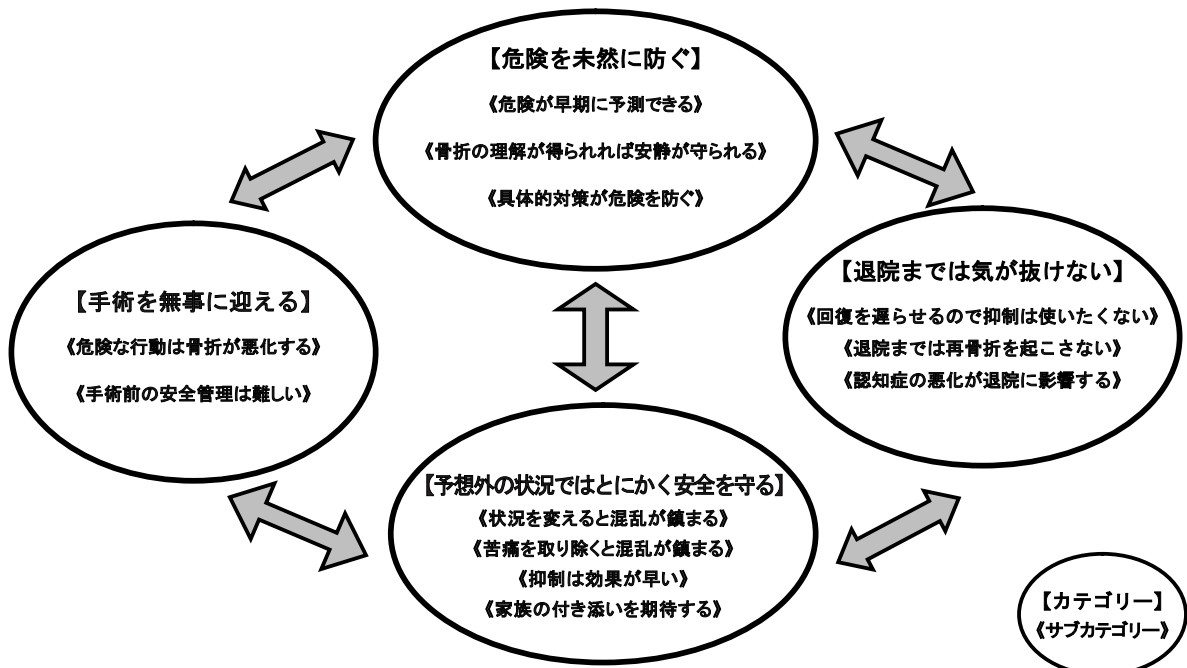 【危険を未然に防ぐ】
《危険が早期に予測できる》
《骨折の理解が得られれば安静が守られる》
《具体的対策が危険を防ぐ》
【手術を無事に迎える】
《危険な行動は骨折が悪化する》
《手術前の安全管理は難しい》
【退院までは気が抜けない】
《回復を遅らせるので抑制は使いたくない》
《退院までは再骨折を起こさない》
《認知症の悪化が退院に影響する》
【予想外の状況ではとにかく安全を守る】
《状況を変えると混乱が鎮まる》
《苦痛を取り除くと混乱が鎮まる》
《抑制は効果が早い》
《家族の付き添いを期待する》
【カテゴリー】
《サブカテゴリー》